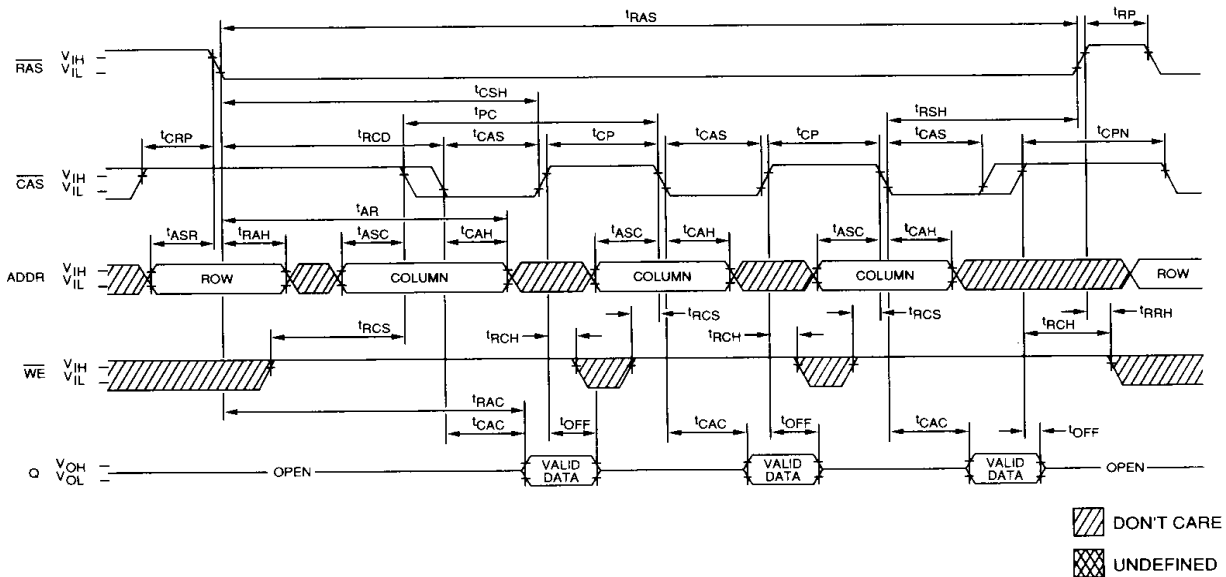 tRAS
tRP
RAS VIH
VIL
tCSH
tPC
tRSH
tCRP
tRCD
tCAS
tCP
tCAS
tCP
tCAS
tCPN
CAS VIH
VIL
tAR
tASR
tRAH
tASC
tCAH
tASC
tCAH
tASC
tCAH
ADDR VIH
VIL
ROW
COLUMN
COLUMN
COLUMN
ROW
tRCS
tRCH
tRCS
tRCH
tRCS
tRCH
tRRH
WE VIH
VIL
tRAC
tCAC
tOFF
tCAC
tOFF
tCAC
tOFF
Q VOH
VOL
OPEN
VALID
DATA
VALID
DATA
VALID
DATA
OPEN
DON'T CARE
UNDEFINED